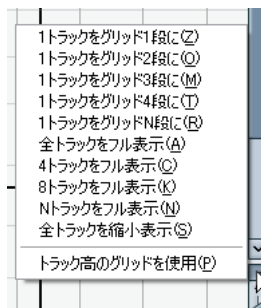 1トラックをグリッド1段に(Z)
1トラックをグリッド2段に(O)
1トラックをグリッド3段に(M)
1トラックをグリッド4段に(T)
1トラックをグリッドN段に(R)
全トラックをフル表示(A)
4トラックをフル表示(C)
8トラックをフル表示(K)
Nトラックをフル表示(N)
全トラックを縮小表示(S)
トラック高のグリッドを使用(P)